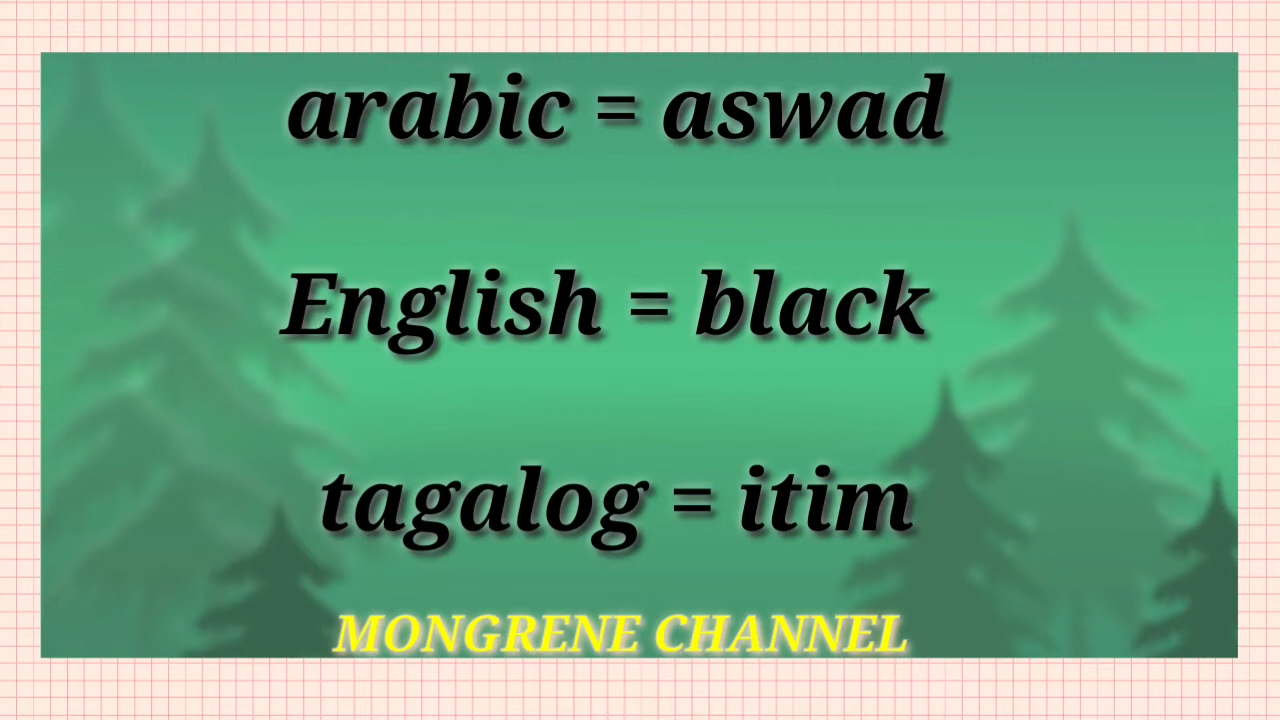 arabic = aswad
English = black
tagalog = itim
MONGRENE CHANNEL